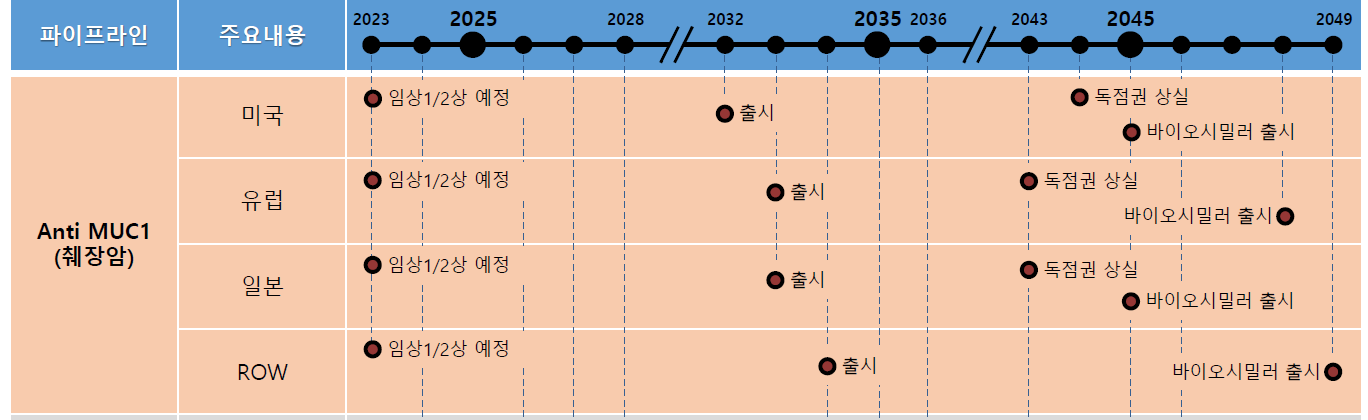 파이프라인
주요내용
2023
2025
2028
2032
2035
2036
2043
2045
2049
Anti MUC1
(췌장암)
미국
임상1/2상 예정
출시
독점권 상실
바이오시밀러 출시
유럽
임상1/2상 예정
출시
독점권 상실
바이오시밀러 출시
일본
임상1/2상 예정
출시
독점권 상실
바이오시밀러 출시
ROW
임상1/2상 예정
출시
바이오시밀러 출시